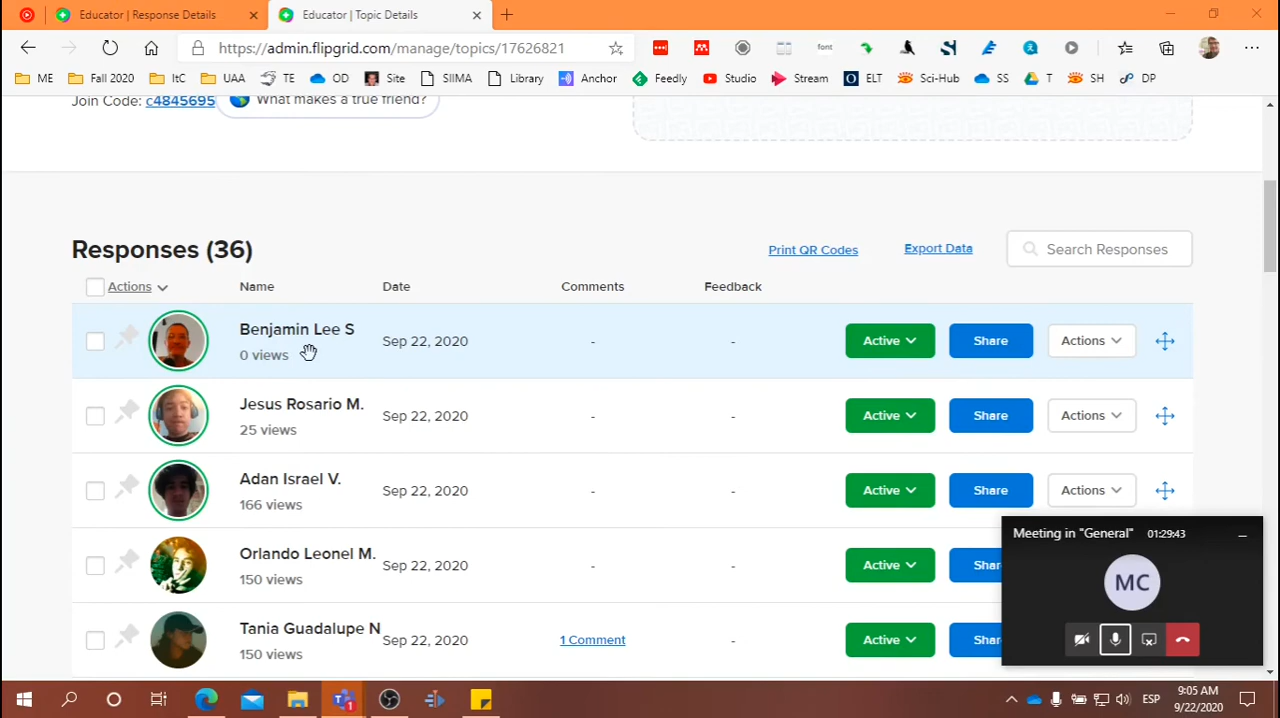 Educator | Response Details
Educator | Topic Details
https://admin.flipgrid.com/manage/topics/17626821
font
ME Fall 2020 ItC UAA TE OD Site SIIMA Library Anchor Feedly Studio Stream ELT Sci-Hub SS T SH DP
Join Code: c4845695 What makes a true friend?
Responses (36) Print QR Codes Export Data Search Responses
Actions Name Date Comments Feedback
Benjamin Lee S
0 views
Sep 22, 2020 - - Active Share Actions
Jesus Rosario M.
25 views
Sep 22, 2020 - - Active Share Actions
Adan Israel V.
166 views
Sep 22, 2020 - - Active Share Actions
Orlando Leonel M.
150 views
Sep 22, 2020 - - Active Shar
Tania Guadalupe N
150 views
Sep 22, 2020 1 Comment - Active Shar
Meeting in "General" 01:29:43
MC
ESP
9:05 AM
9/22/2020